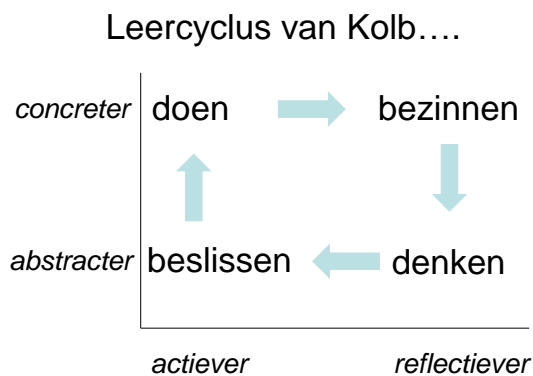 Leercyclus van Kolb….
concreter doen bezinnen
abstracter beslissen denken
actiever reflectiever